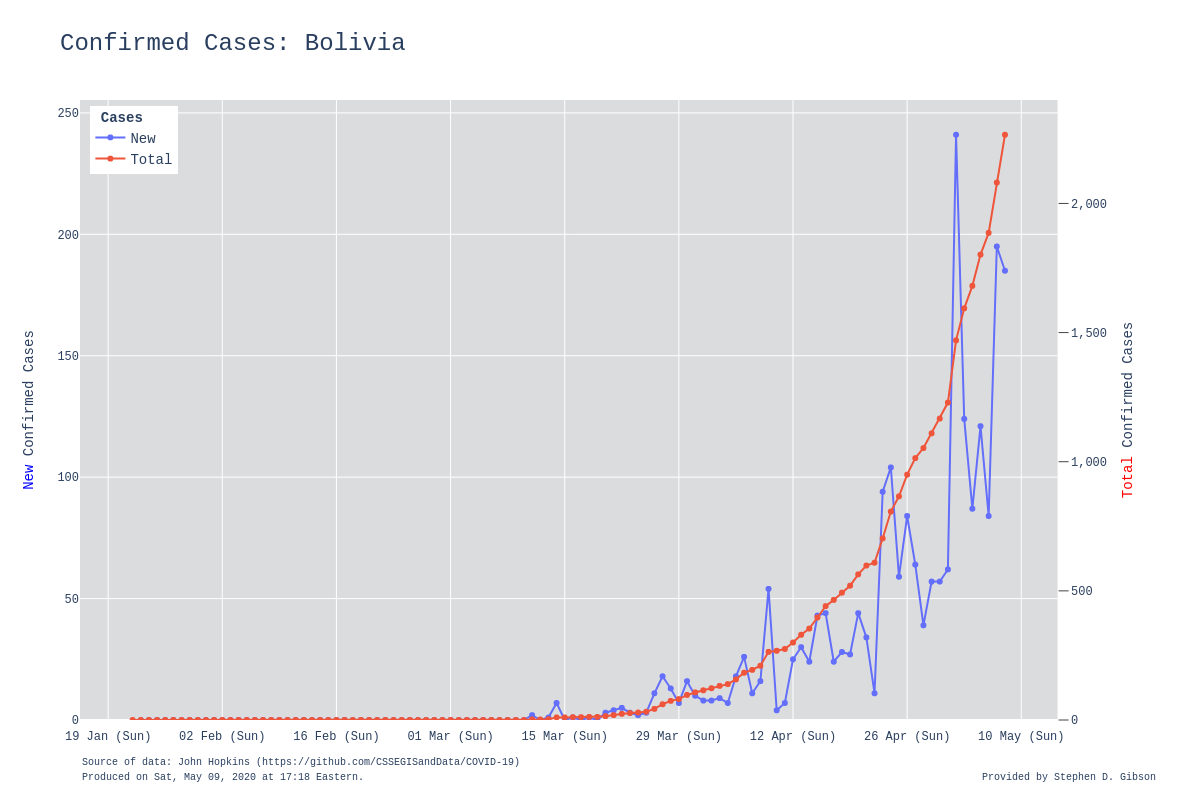 Confirmed Cases: Bolivia
Cases
New
Total
250
200
150
100
50
0
New Confirmed Cases
2,000
1,500
1,000
500
0
Total Confirmed Cases
19 Jan (Sun) 02 Feb (Sun) 16 Feb (Sun) 01 Mar (Sun) 15 Mar (Sun) 29 Mar (Sun) 12 Apr (Sun) 26 Apr (Sun) 10 May (Sun)
Source of data: John Hopkins (https://github.com/CSSEGISandData/COVID-19)
Produced on Sat, May 09, 2020 at 17:18 Eastern.
Provided by Stephen D. Gibson